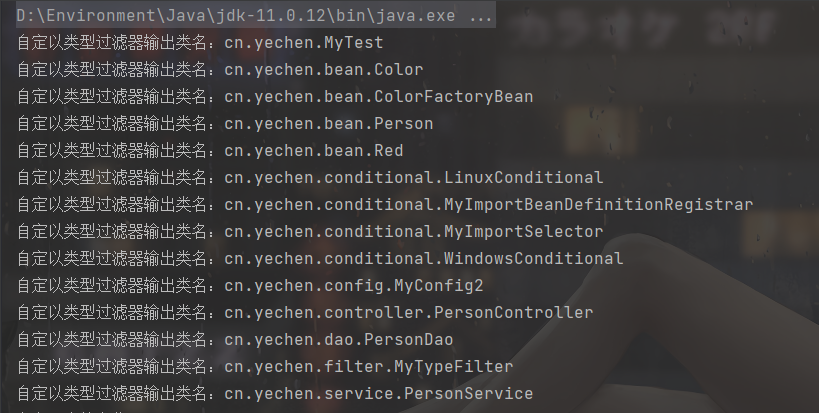 D:\Environment\Java\jdk-11.0.12\bin\java.exe ...
自定以类型过滤器输出类名：cn.yechen.MyTest
自定以类型过滤器输出类名：cn.yechen.bean.Color
自定以类型过滤器输出类名：cn.yechen.bean.ColorFactoryBean
自定以类型过滤器输出类名：cn.yechen.bean.Person
自定以类型过滤器输出类名：cn.yechen.bean.Red
自定以类型过滤器输出类名：cn.yechen.conditional.LinuxConditional
自定以类型过滤器输出类名：cn.yechen.conditional.MyImportBeanDefinitionRegistrar
自定以类型过滤器输出类名：cn.yechen.conditional.MyImportSelector
自定以类型过滤器输出类名：cn.yechen.conditional.WindowsConditional
自定以类型过滤器输出类名：cn.yechen.config.MyConfig2
自定以类型过滤器输出类名：cn.yechen.controller.PersonController
自定以类型过滤器输出类名：cn.yechen.dao.PersonDao
自定以类型过滤器输出类名：cn.yechen.filter.MyTypeFilter
自定以类型过滤器输出类名：cn.yechen.service.PersonService